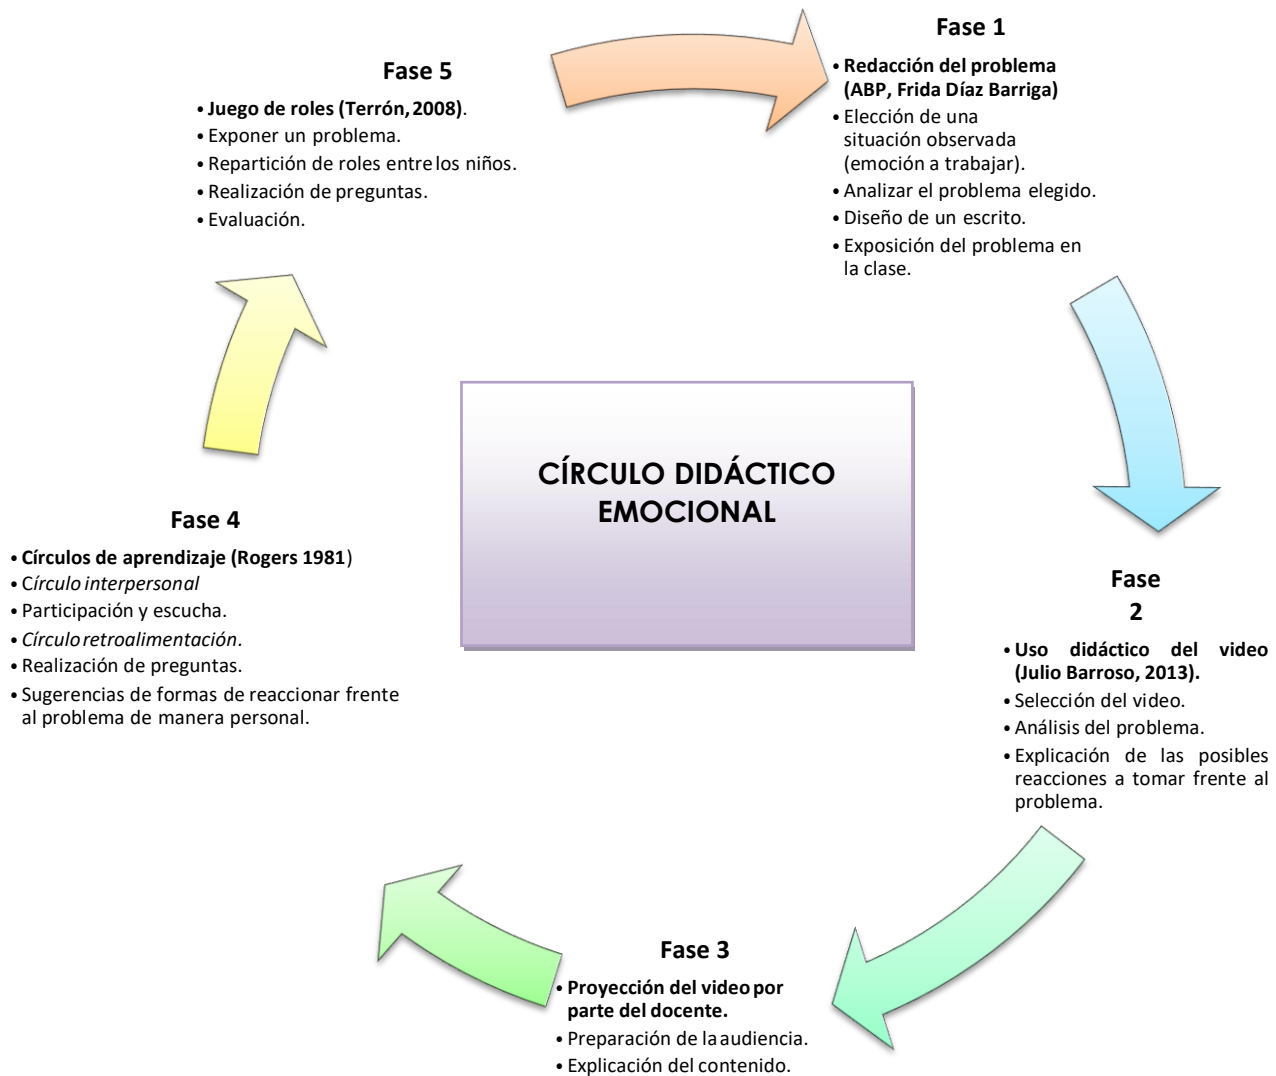 Fase 1
• Redacción del problema
(ABP, Frida Díaz Barriga)
• Elección de una
situación observada
(emoción a trabajar).
• Analizar el problema elegido.
• Diseño de un escrito.
• Exposición del problema en
la clase.
Fase
2
• Uso didáctico del video
(Julio Barroso, 2013).
• Selección del video.
• Análisis del problema.
• Explicación de las posibles
reacciones a tomar frente al
problema.
Fase 3
• Proyección del video por
parte del docente.
• Preparación de la audiencia.
• Explicación del contenido.
Fase 4
• Círculos de aprendizaje (Rogers 1981)
• Círculo interpersonal
• Participación y escucha.
• Círculo retroalimentación.
• Realización de preguntas.
• Sugerencias de formas de reaccionar frente
al problema de manera personal.
Fase 5
• Juego de roles (Terrón, 2008).
• Exponer un problema.
• Repartición de roles entre los niños.
• Realización de preguntas.
• Evaluación.
CÍRCULO DIDÁCTICO
EMOCIONAL